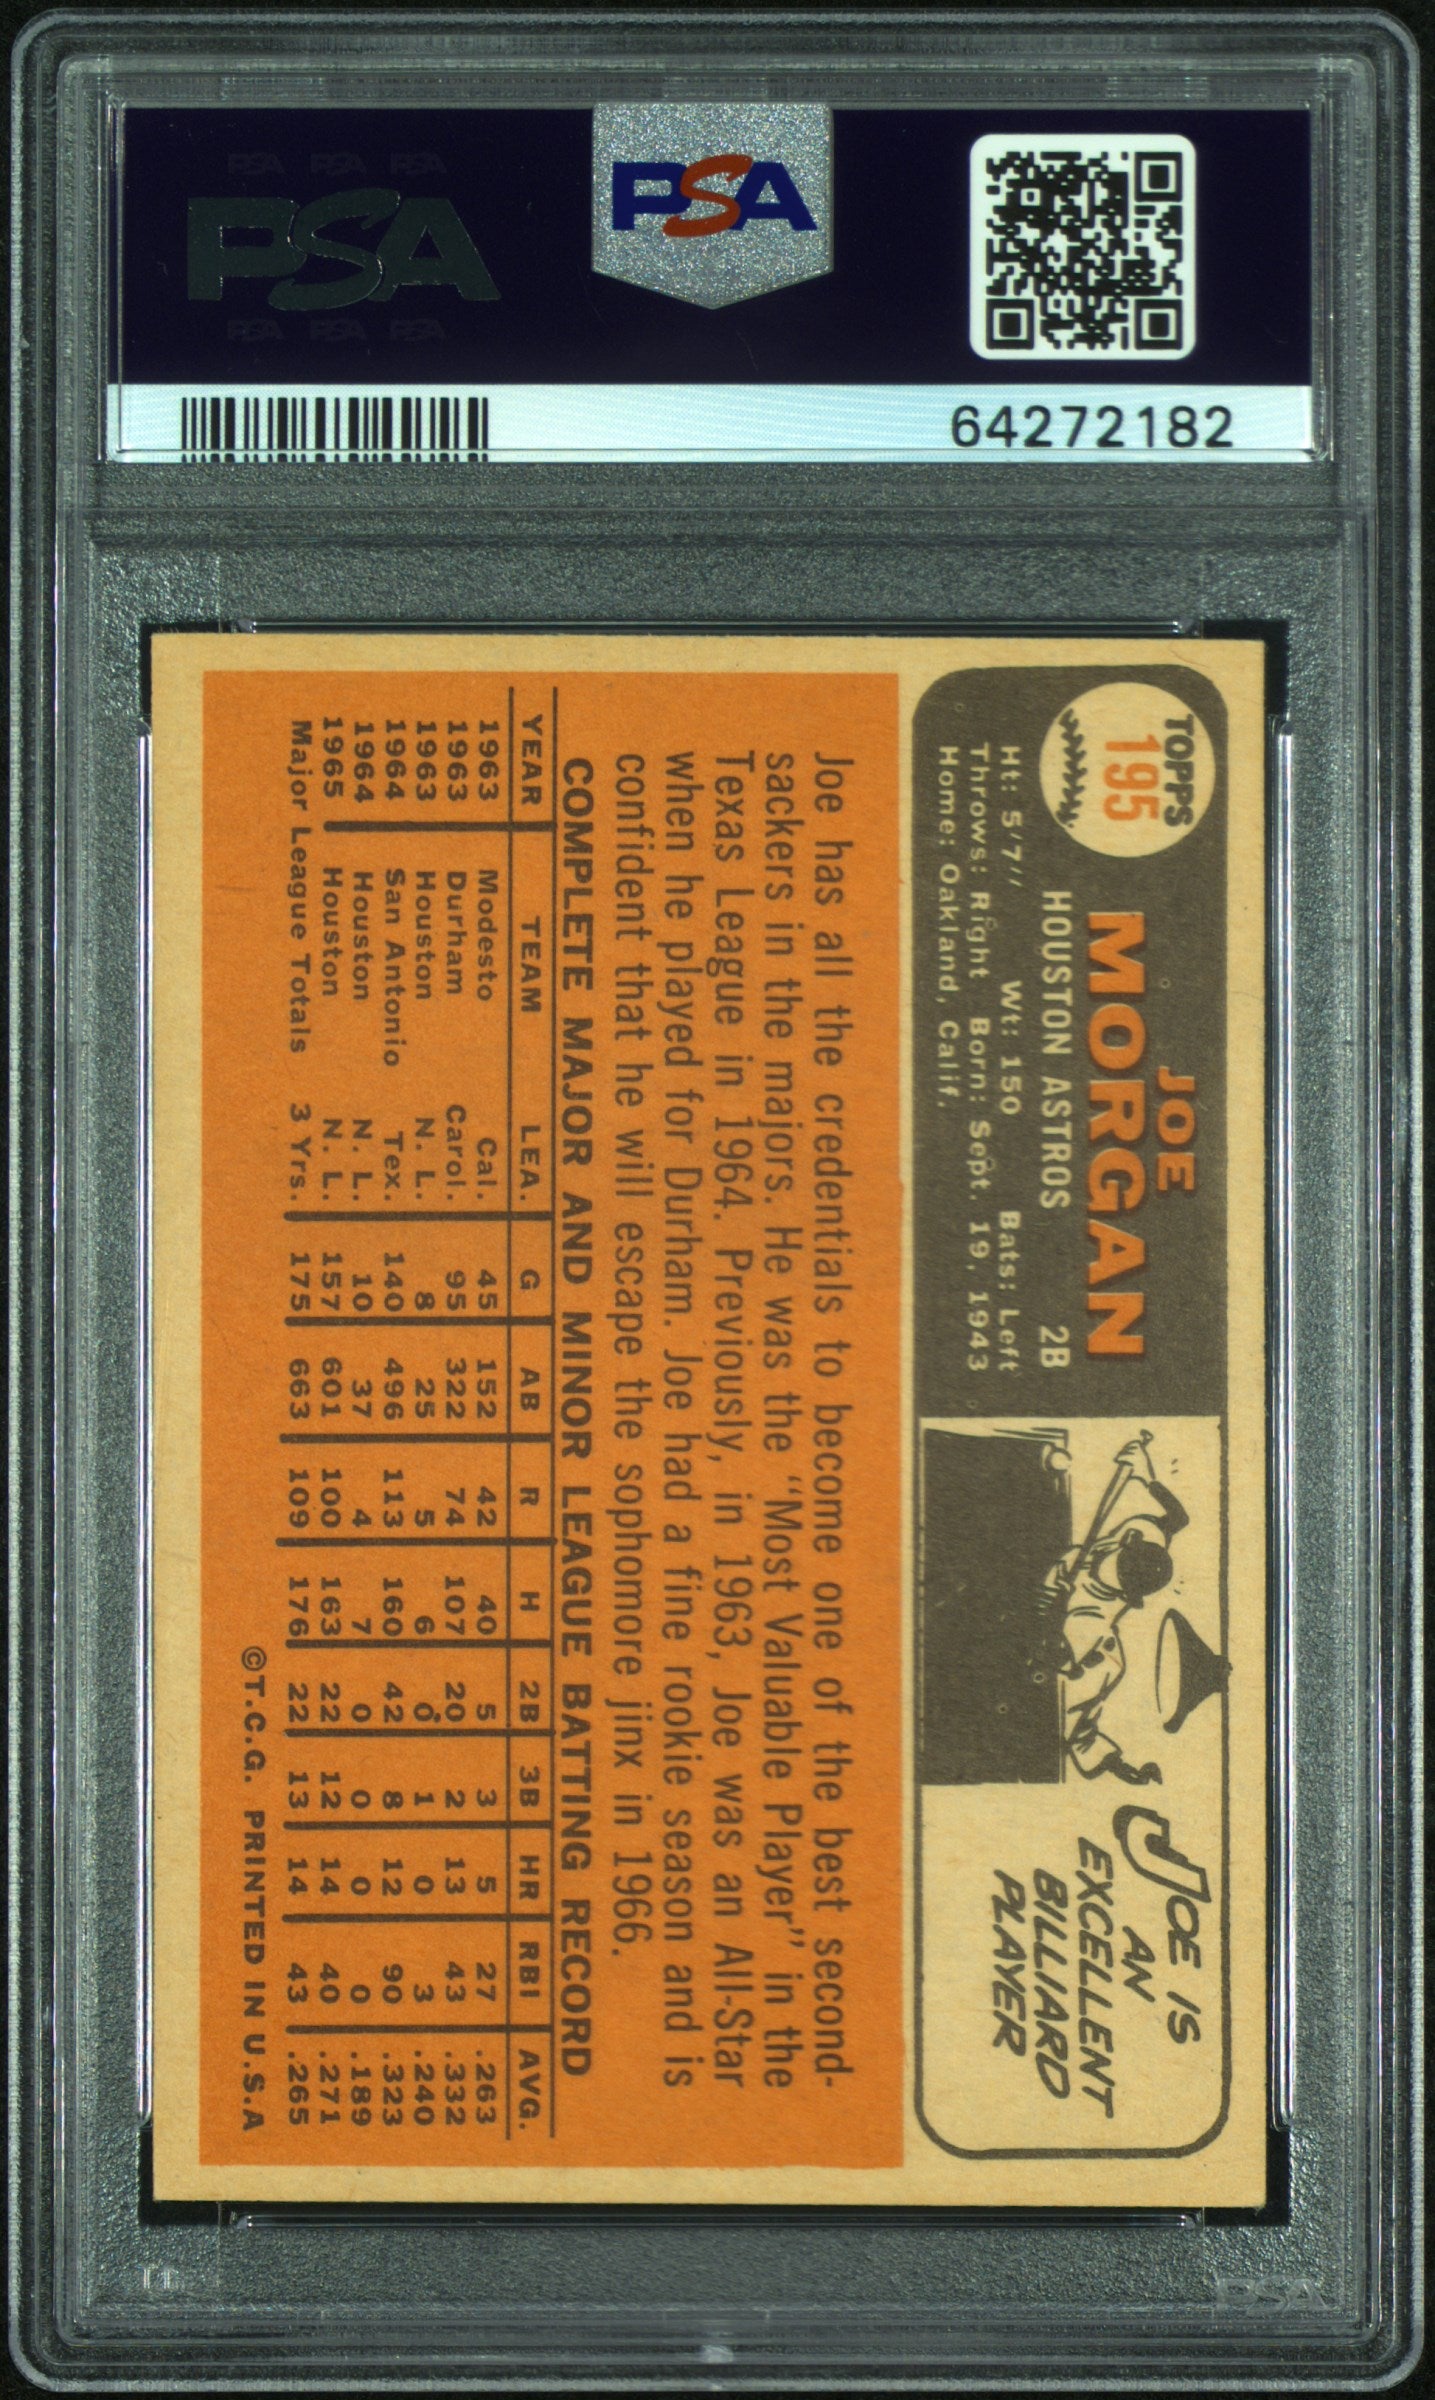 PSA PSA PSA
PSA
PSA PSA PSA
PSA
64272182
TOPPS
195
JOE
MORGAN
HOUSTON ASTROS 2B
Ht: 5'7" Wt: 150 Bats: Left
Throws: Right Born: Sept. 19, 1943
Home: Oakland, Calif.
JOE IS
AN
EXCELLENT
BILLIARD
PLAYER
Joe has all the credentials to become one of the best second-
sackers in the majors. He was the "Most Valuable Player" in the
Texas League in 1964. Previously, in 1963, Joe was an All-Star
when he played for Durham. Joe had a fine rookie season and is
confident that he will escape the sophomore jinx in 1966.
COMPLETE MAJOR AND MINOR LEAGUE BATTING RECORD
YEAR TEAM LEA. G AB R H 2B 3B HR RBI AVG.
1963 Modesto Cal. 45 152 42 40 5 3 5 27 .263
1963 Durham Carol. 95 322 74 107 20 2 13 43 .332
1963 Houston N. L. 8 25 5 6 0 1 0 3 .240
1964 San Antonio Tex. 140 496 113 160 42 8 12 90 .323
1964 Houston N. L. 10 37 4 7 0 0 0 0 .189
1965 Houston N. L. 157 601 100 163 22 12 14 40 .271
Major League Totals 3 Yrs. 175 663 109 176 22 13 14 43 .265
©T.C.G. PRINTED IN U.S.A
PSA